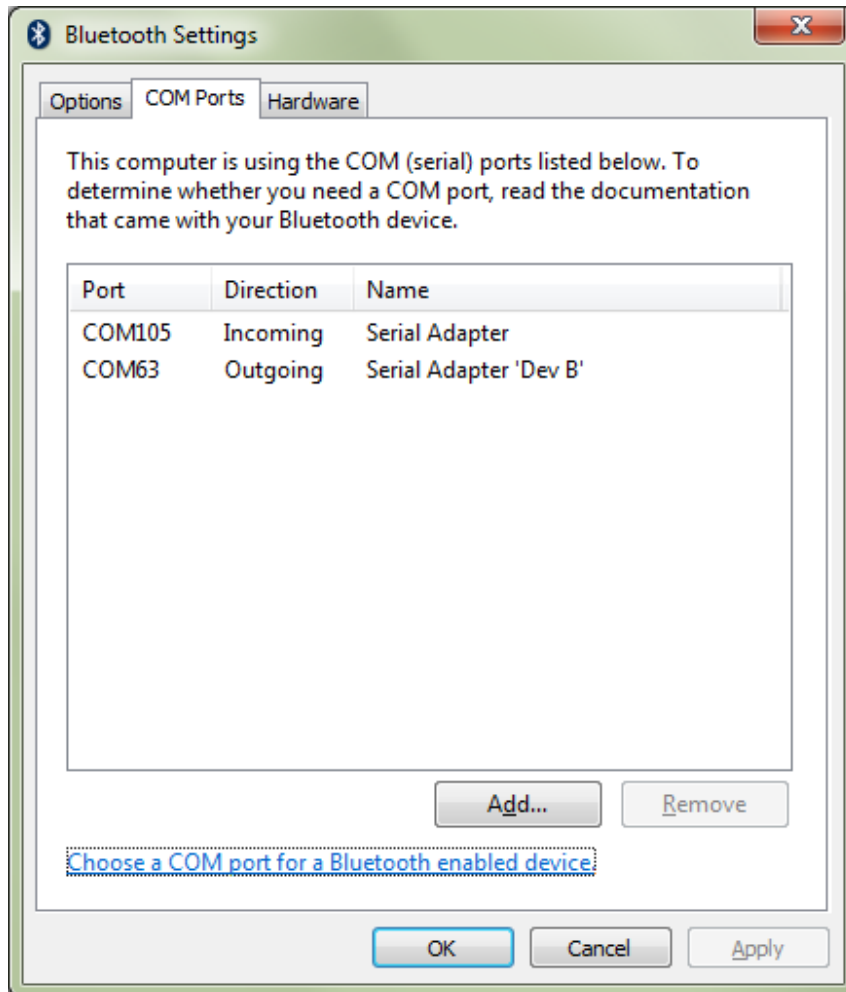 Bluetooth Settings
Options COM Ports Hardware
This computer is using the COM (serial) ports listed below. To
determine whether you need a COM port, read the documentation
that came with your Bluetooth device.
Port Direction Name
COM105 Incoming Serial Adapter
COM63 Outgoing Serial Adapter 'Dev B'
Add... Remove
Choose a COM port for a Bluetooth enabled device.
OK Cancel Apply